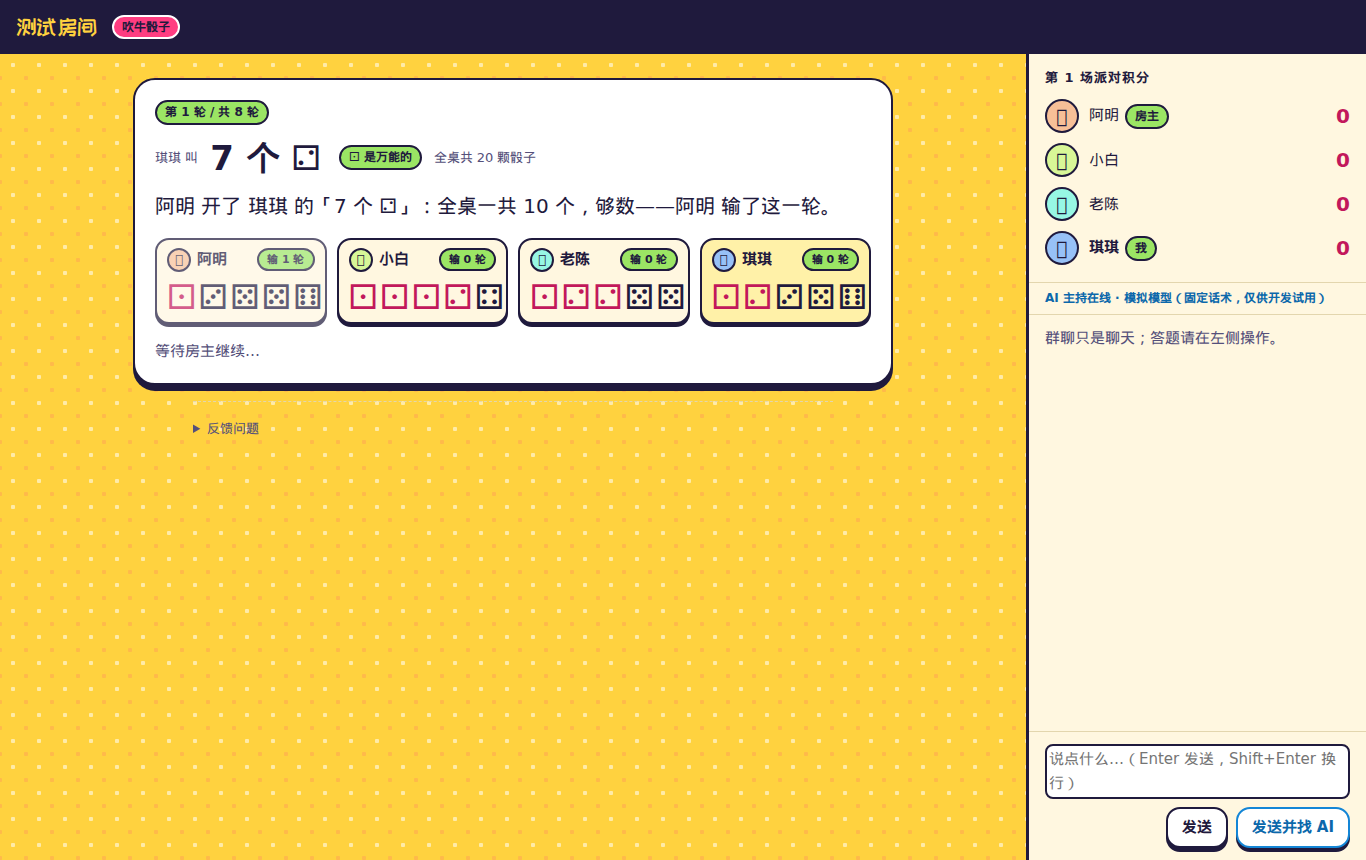 测试房间 吹牛骰子
第 1 轮 / 共 8 轮
琪琪 叫 7 个 ⚁ ⚀ 是万能的 全桌共 20 颗骰子
阿明 开了 琪琪 的「7 个 ⚁」：全桌一共 10 个，够数——阿明 输了这一轮。
阿明 输 1 轮
⚀ ⚂ ⚄ ⚄ ⚅
小白 输 0 轮
⚀ ⚀ ⚀ ⚁ ⚃
老陈 输 0 轮
⚀ ⚁ ⚁ ⚄ ⚄
琪琪 输 0 轮
⚀ ⚁ ⚂ ⚄ ⚅
等待房主继续…
▶ 反馈问题
第 1 场派对积分
阿明 房主 0
小白 0
老陈 0
琪琪 我 0
AI 主持在线 · 模拟模型（固定话术，仅供开发试用）
群聊只是聊天；答题请在左侧操作。
说点什么…（Enter 发送，Shift+Enter 换
行）
发送 发送并找 AI